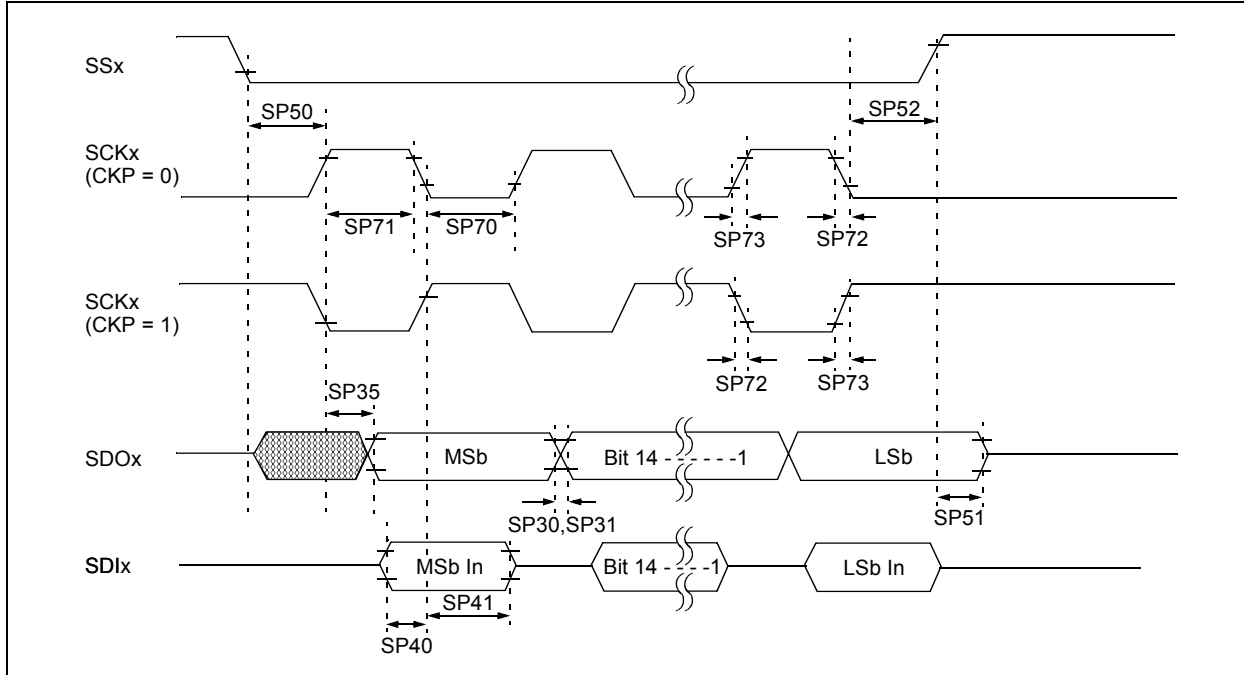 SSx
SP50
SP52
SCKx
(CKP = 0)
SP71
SP70
SP73
SP72
SCKx
(CKP = 1)
SP72
SP73
SP35
SDOx
MSb
Bit 14 - - - - - -1
LSb
SP30,SP31
SP51
SDIx
MSb In
Bit 14 - - - - -1
LSb In
SP41
SP40